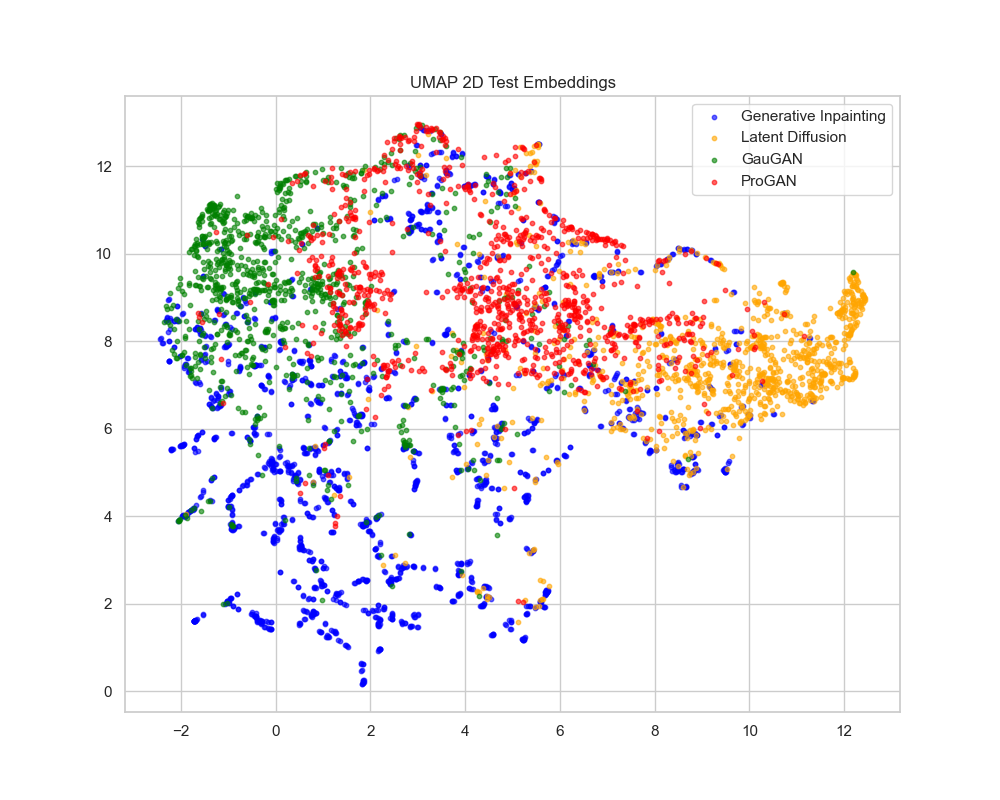 UMAP 2D Test Embeddings
Generative Inpainting
Latent Diffusion
GauGAN
ProGAN
12
10
8
6
4
2
0
−2 0 2 4 6 8 10 12